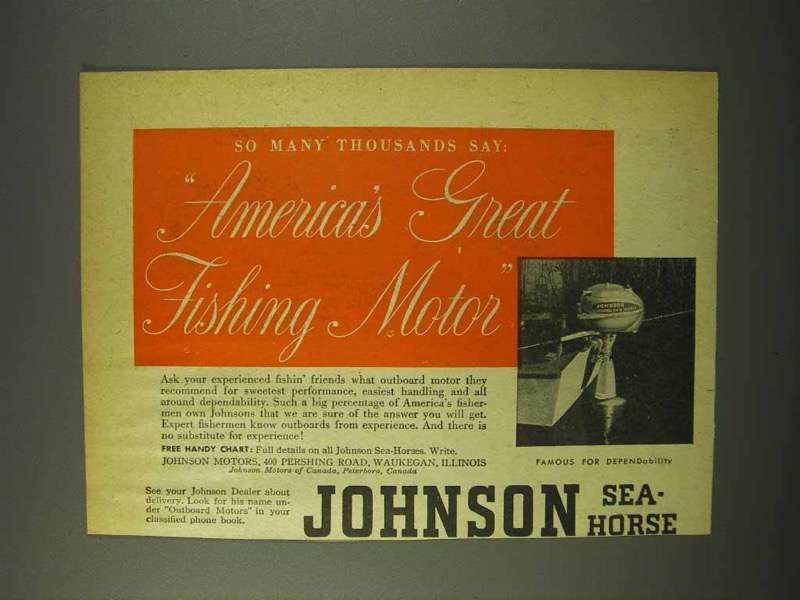 SO MANY THOUSANDS SAY:
"America's Great
Fishing Motor"
JOHNSON
Ask your experienced fishin' friends what outboard motor they
recommend for sweetest performance, easiest handling and all
around dependability. Such a big percentage of America's fisher-
men own Johnsons that we are sure of the answer you will get.
Expert fishermen know outboards from experience. And there is
no substitute for experience!
FREE HANDY CHART: Full details on all Johnson Sea-Horses. Write.
JOHNSON MOTORS, 400 PERSHING ROAD, WAUKEGAN, ILLINOIS
Johnson Motors of Canada, Peterboro, Canada
FAMOUS FOR DEPENDability
See your Johnson Dealer about
delivery. Look for his name un-
der "Outboard Motors" in your
classified phone book.
JOHNSON SEA-
HORSE